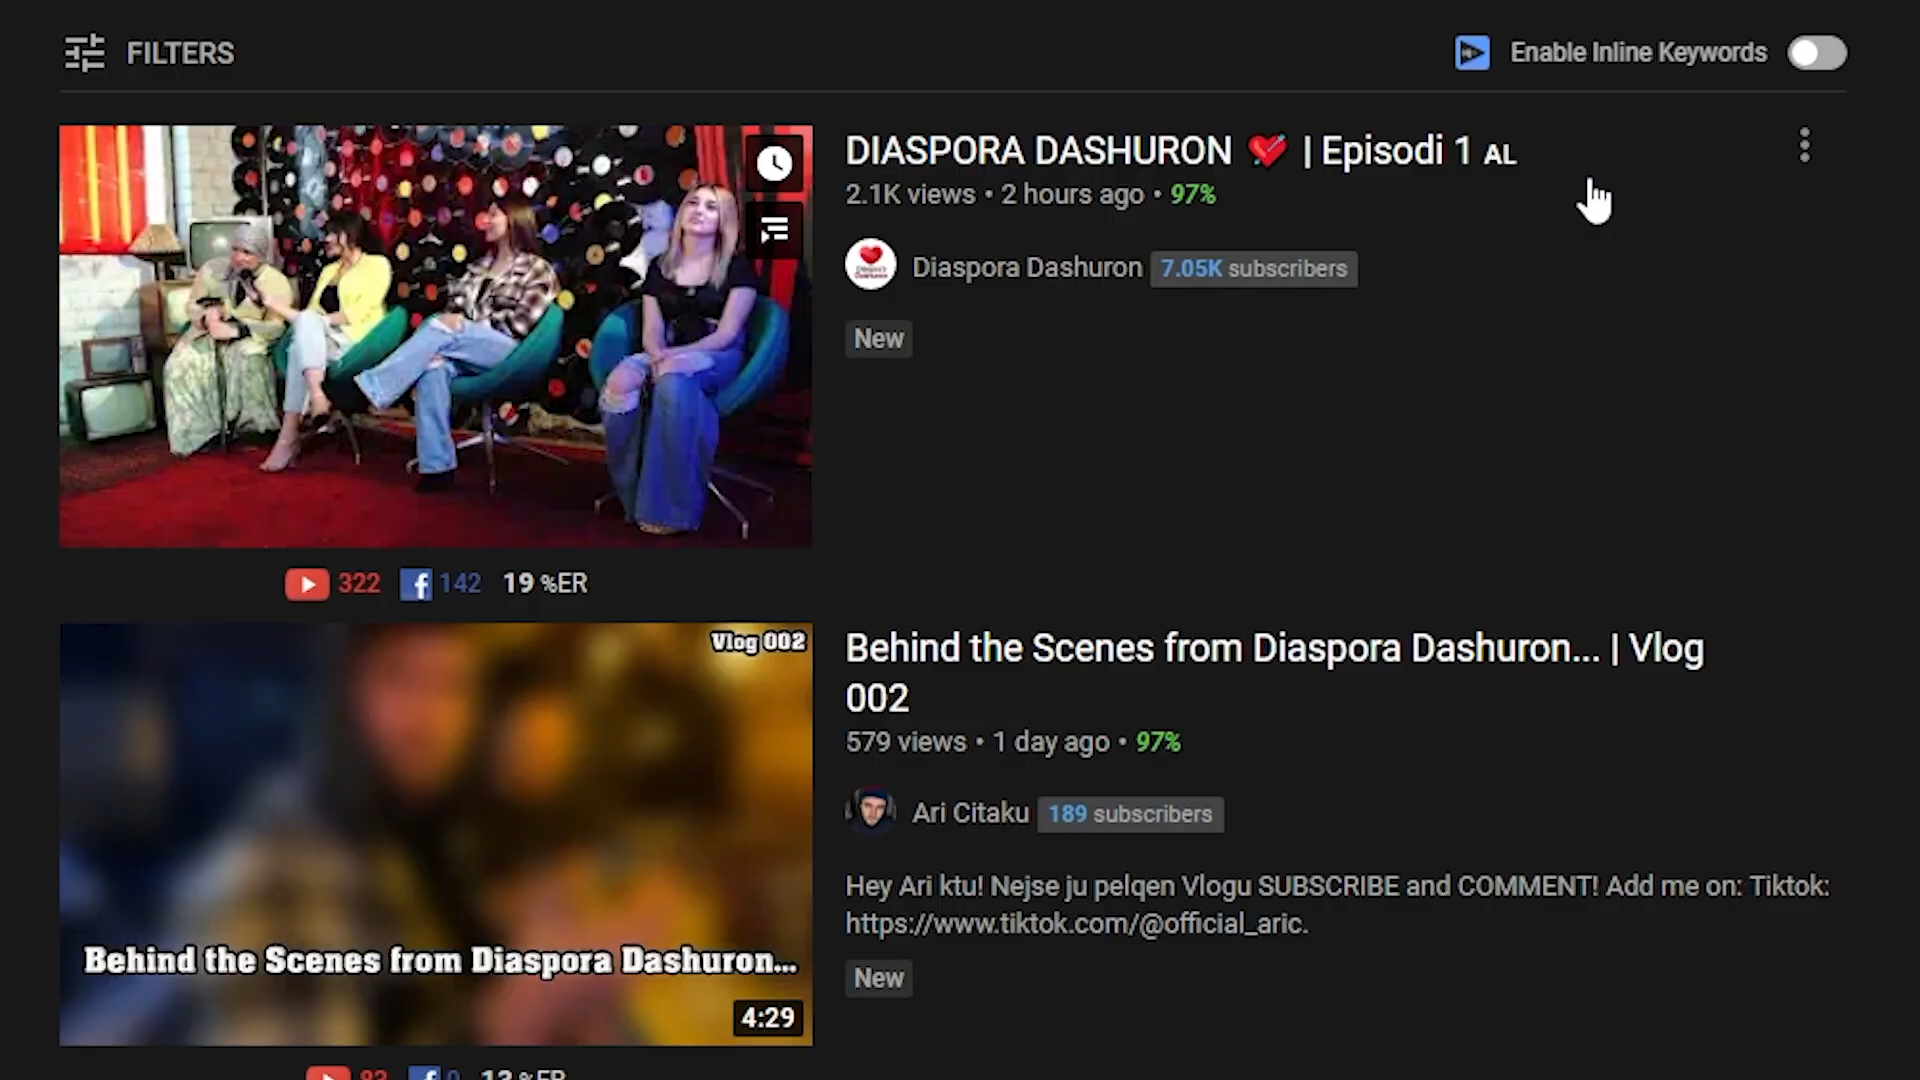 FILTERS
Enable Inline Keywords
DIASPORA DASHURON 💘 | Episodi 1 AL
2.1K views • 2 hours ago • 97%
Diaspora Dashuron 7.05K subscribers
New
322 142 19 %ER
Vlog 002
Behind the Scenes from Diaspora Dashuron...
4:29
Behind the Scenes from Diaspora Dashuron... | Vlog
002
579 views • 1 day ago • 97%
Ari Citaku 189 subscribers
Hey Ari ktu! Nejse ju pelqen Vlogu SUBSCRIBE and COMMENT! Add me on: Tiktok:
https://www.tiktok.com/@official_aric.
New